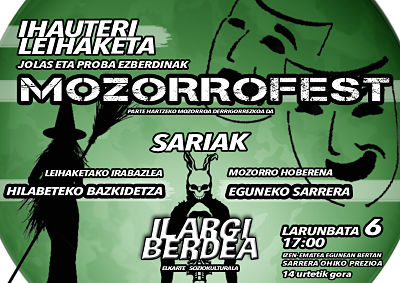 IHAUTERI
LEIHAKETA
JOLAS ETA PROBA EZBERDINAK
MOZORROFEST
PARTE HARTZEKO MOZORROA DERRIGORREZKOA DA
SARIAK
LEIHAKETAKO IRABAZLEA
HILABETEKO BAZKIDETZA
MOZORRO HOBERENA
EGUNEKO SARRERA
ILARGI
BERDEA
ELKARTE SOZIOKULTURALA
LARUNBATA 6
17:00
IZEN-EMATEA EGUNEAN BERTAN
SARRERA OHIKO PREZIOA
14 urtetik gora